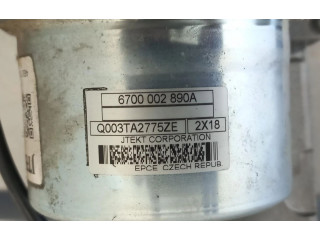 6700 002 890A
Q003TA2775ZE 2X18
JTEKT CORPORATION
EPCE CZECH REPUB